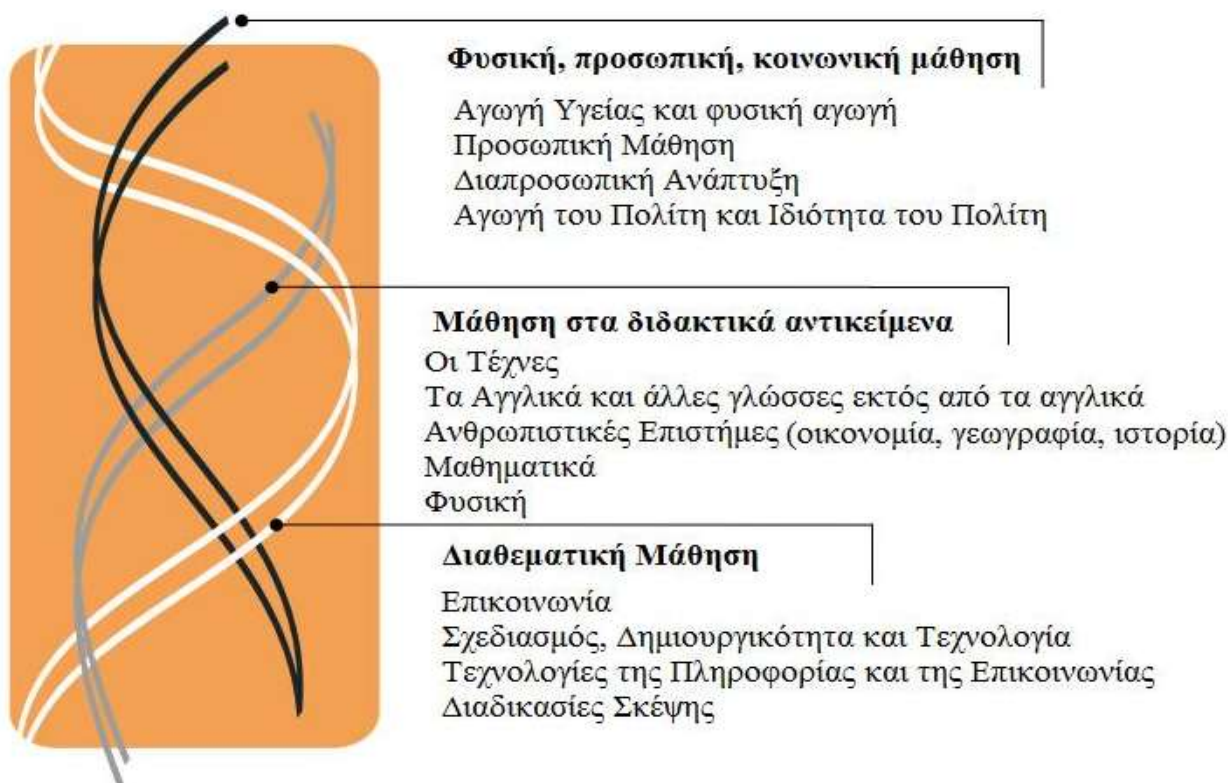 Φυσική, προσωπική, κοινωνική μάθηση
Αγωγή Υγείας και φυσική αγωγή
Προσωπική Μάθηση
Διαπροσωπική Ανάπτυξη
Αγωγή του Πολίτη και Ιδιότητα του Πολίτη
Μάθηση στα διδακτικά αντικείμενα
Οι Τέχνες
Τα Αγγλικά και άλλες γλώσσες εκτός από τα αγγλικά
Ανθρωπιστικές Επιστήμες (οικονομία, γεωγραφία, ιστορία)
Μαθηματικά
Φυσική
Διαθεματική Μάθηση
Επικοινωνία
Σχεδιασμός, Δημιουργικότητα και Τεχνολογία
Τεχνολογίες της Πληροφορίας και της Επικοινωνίας
Διαδικασίες Σκέψης